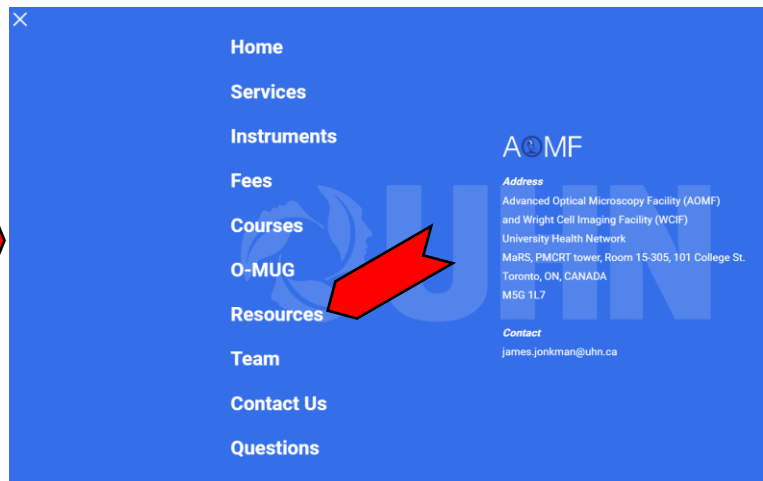 Home
Services
Instruments
Fees
Courses
O-MUG
Resources
Team
Contact Us
Questions
AOMF
Address
Advanced Optical Microscopy Facility (AOMF)
and Wright Cell Imaging Facility (WCIF)
University Health Network
MaRS, PMCRT tower, Room 15-305, 101 College St.
Toronto, ON, CANADA
M5G 1L7
Contact
james.jonkman@uhn.ca
UHN